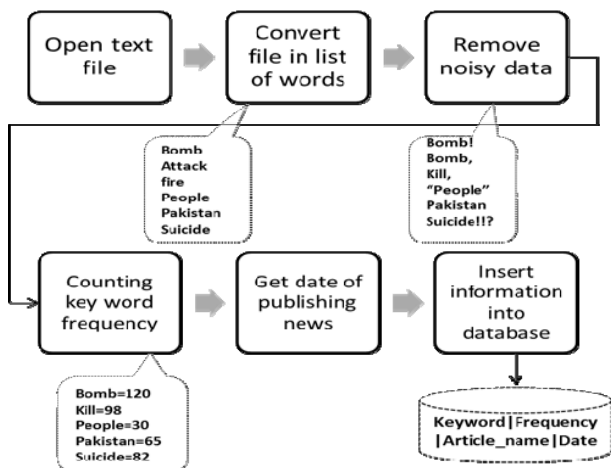 Open text
file
Convert
file in list
of words
Remove
noisy data
Bomb
Attack
fire
People
Pakistan
Suicide
Bomb!
Bomb,
Kill,
“People”
Pakistan
Suicide!!?
Counting
key word
frequency
Get date of
publishing
news
Insert
information
into
database
Bomb=120
Kill=98
People=30
Pakistan=65
Suicide=82
Keyword|Frequency
|Article_name|Date